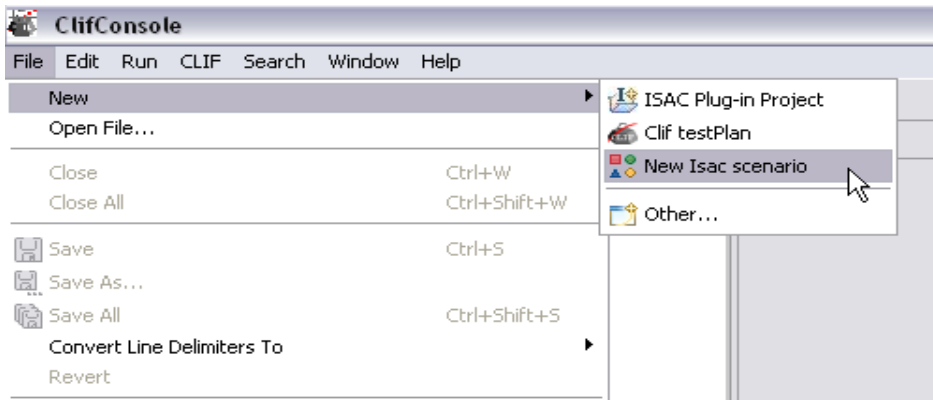 ClifConsole
File Edit Run CLIF Search Window Help
New
Open File...
Close Ctrl+W
Close All Ctrl+Shift+W
Save Ctrl+S
Save As...
Save All Ctrl+Shift+S
Convert Line Delimiters To
Revert
ISAC Plug-in Project
Clif testPlan
New Isac scenario
Other...